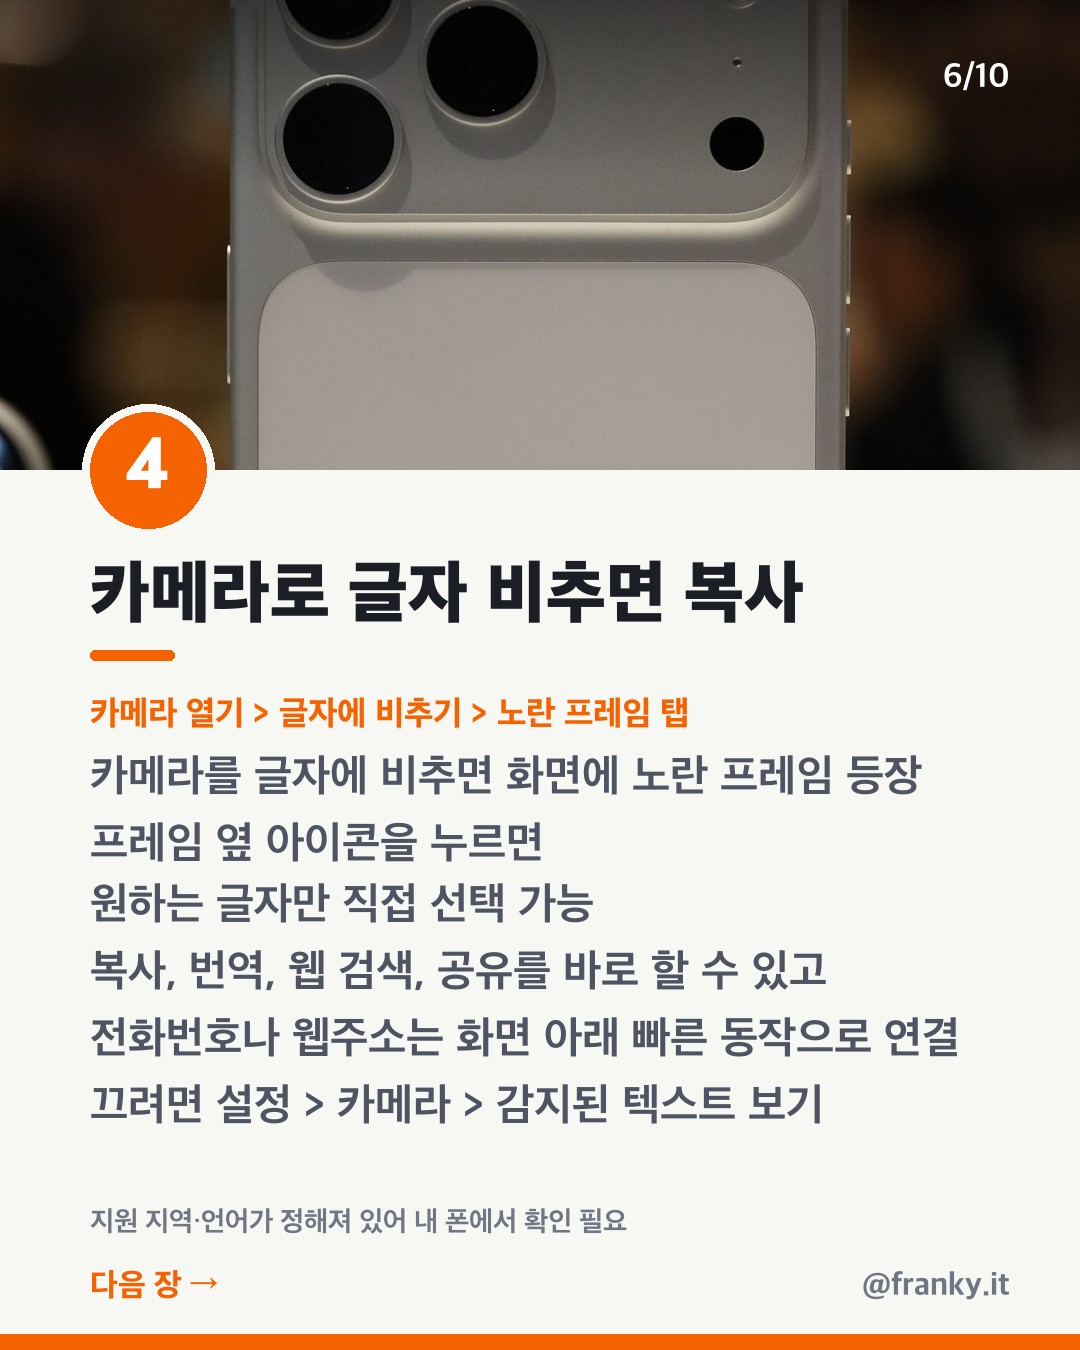 6/10
4
카메라로 글자 비추면 복사
카메라 열기 > 글자에 비추기 > 노란 프레임 탭
카메라를 글자에 비추면 화면에 노란 프레임 등장
프레임 옆 아이콘을 누르면
원하는 글자만 직접 선택 가능
복사, 번역, 웹 검색, 공유를 바로 할 수 있고
전화번호나 웹주소는 화면 아래 빠른 동작으로 연결
끄려면 설정 > 카메라 > 감지된 텍스트 보기
지원 지역·언어가 정해져 있어 내 폰에서 확인 필요
다음 장 →
@franky.it